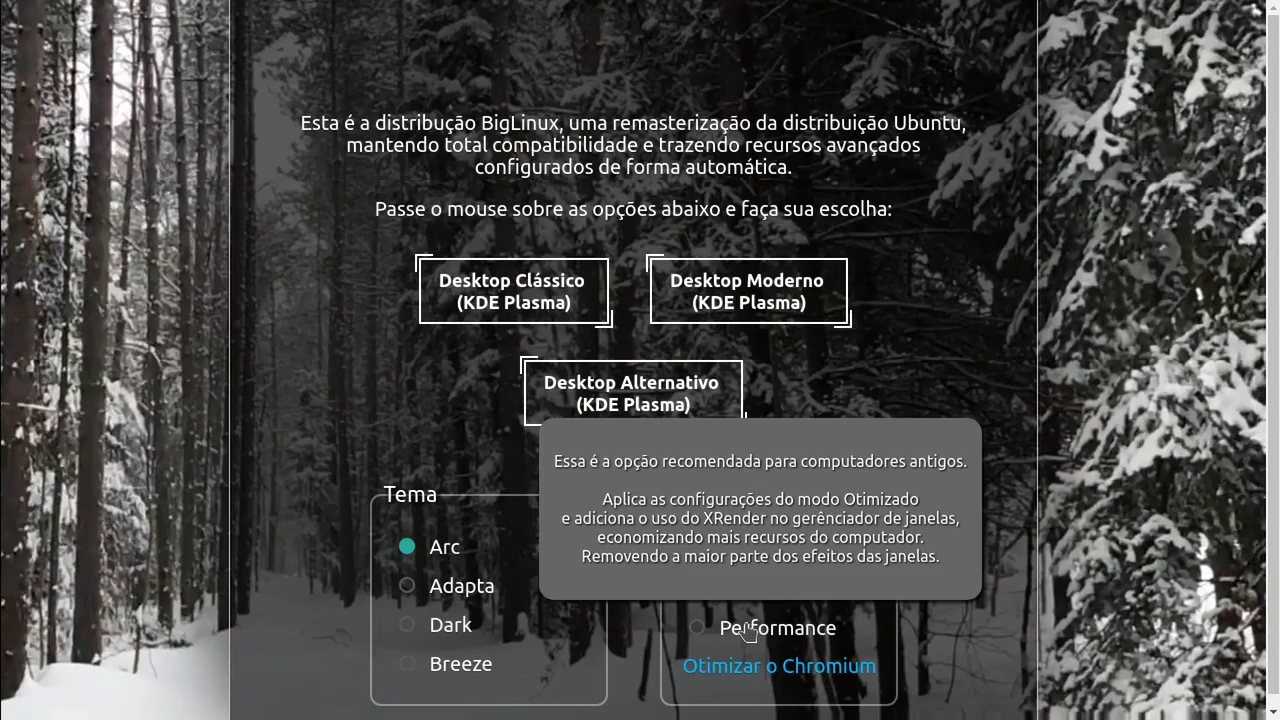 Esta é a distribução BigLinux, uma remasterização da distribuição Ubuntu,
mantendo total compatibilidade e trazendo recursos avançados
configurados de forma automática.
Passe o mouse sobre as opções abaixo e faça sua escolha:
Desktop Clássico
(KDE Plasma)
Desktop Moderno
(KDE Plasma)
Desktop Alternativo
(KDE Plasma)
Essa é a opção recomendada para computadores antigos.
Aplica as configurações do modo Otimizado
e adiciona o uso do XRender no gerênciador de janelas,
economizando mais recursos do computador.
Removendo a maior parte dos efeitos das janelas.
Tema
Arc
Adapta
Dark
Breeze
Performance
Otimizar o Chromium